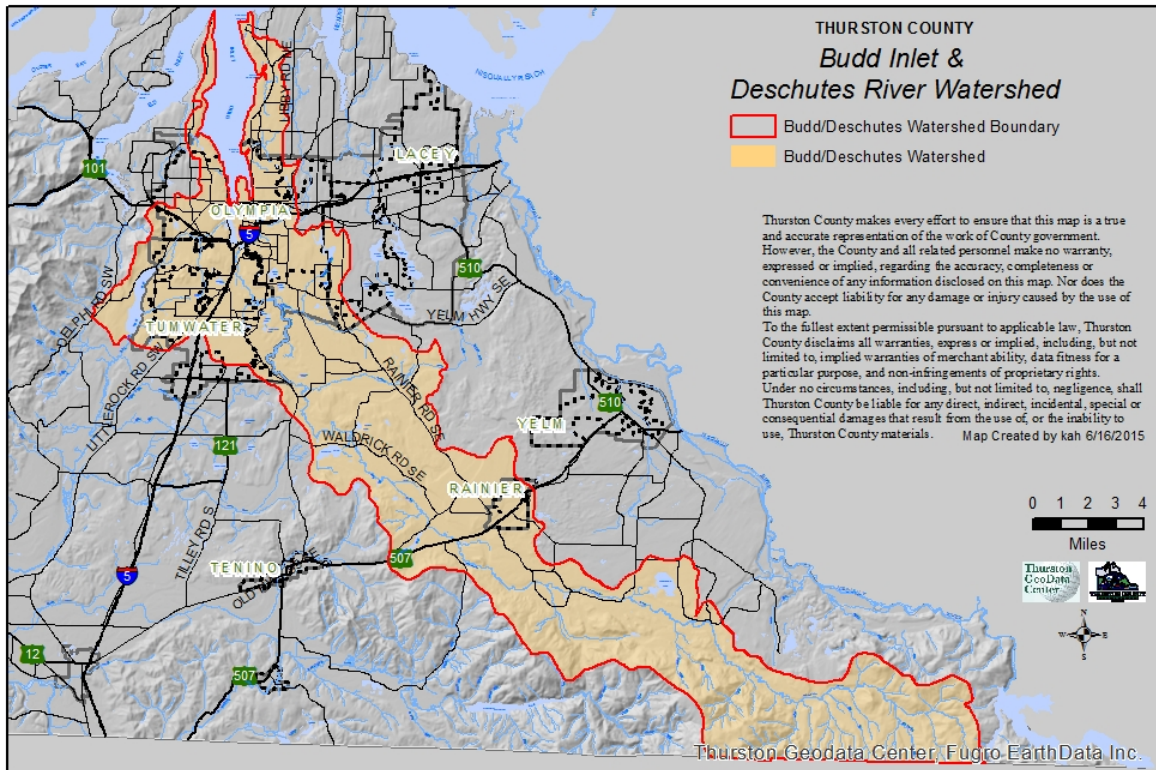 THURSTON COUNTY
Budd Inlet &
Deschutes River Watershed
Budd/Deschutes Watershed Boundary
Budd/Deschutes Watershed
Thurston County makes every effort to ensure that this map is a true
and accurate representation of the work of County government.
However, the County and all related personnel make no warranty,
expressed or implied, regarding the accuracy, completeness or
convenience of any information disclosed on this map. Nor does the
County accept liability for any damage or injury caused by the use of
this map.
To the fullest extent permissible pursuant to applicable law, Thurston
County disclaims all warranties, express or implied, including, but not
limited to, implied warranties of merchantability, data fitness for a
particular purpose, and non-infringements of proprietary rights.
Under no circumstances, including, but not limited to, negligence, shall
Thurston County be liable for any direct, indirect, incidental, special or
consequential damages that result from the use of, or the inability to
use, Thurston County materials.
Map Created by kah 6/16/2015
0 1 2 3 4
Miles
Thurston
GeoData
Center
N
W E
S
NISQUALLY REACH
LIBBY RD NE
LACEY
101
OLYMPIA
5
510
DELPHI RD SW
YELM HWY SE
TUMWATER
RAINIER RD SE
LITTLEROCK RD SW
510
YELM
121
WALDRICK RD SE
RAINIER
TILLEY RD S
507
TENINO
OLD
5
12
507
Thurston Geodata Center, Fugro EarthData Inc.